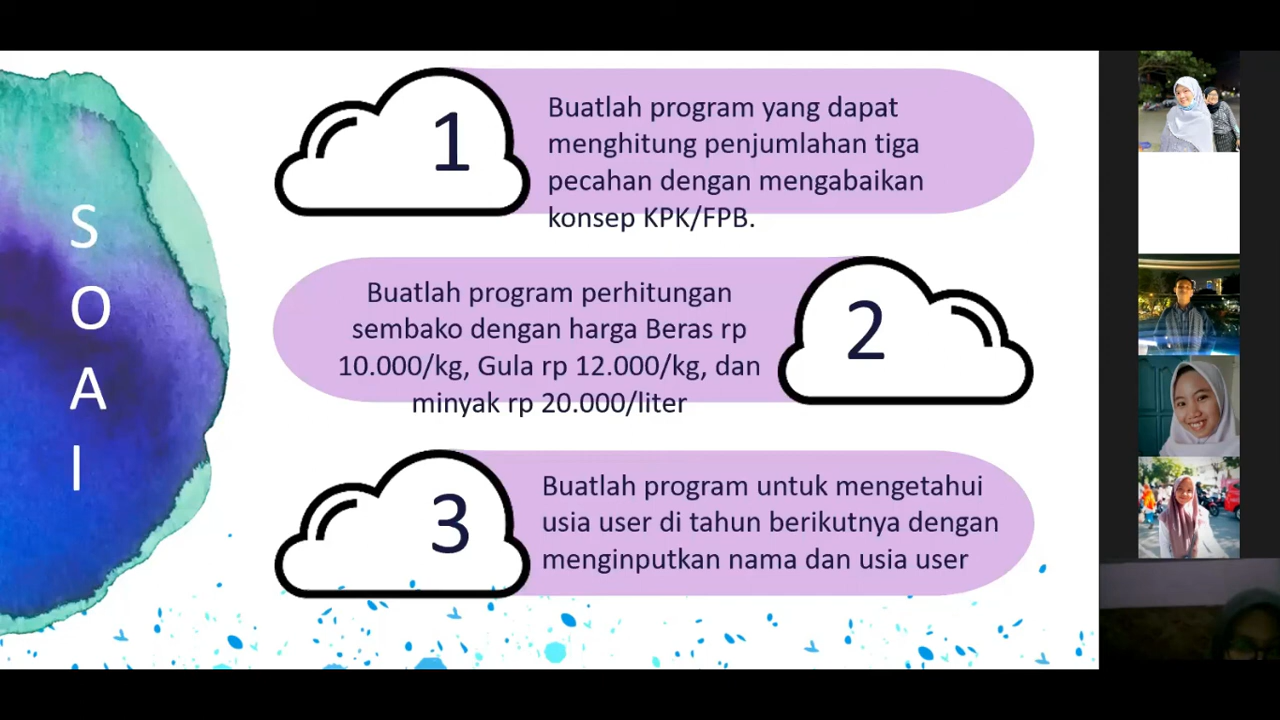 S
O
A
l
1
Buatlah program yang dapat
menghitung penjumlahan tiga
pecahan dengan mengabaikan
konsep KPK/FPB.
Buatlah program perhitungan
sembako dengan harga Beras rp
10.000/kg, Gula rp 12.000/kg, dan
minyak rp 20.000/liter
2
3
Buatlah program untuk mengetahui
usia user di tahun berikutnya dengan
menginputkan nama dan usia user